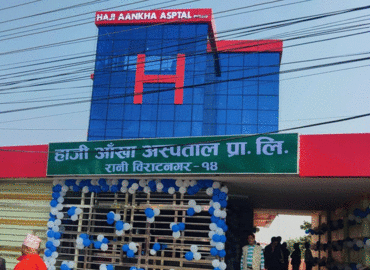 HAJI AANKHA ASPTAL
H
हाजी आँखा अस्पताल प्रा. लि.
रानी विराटनगर - १४